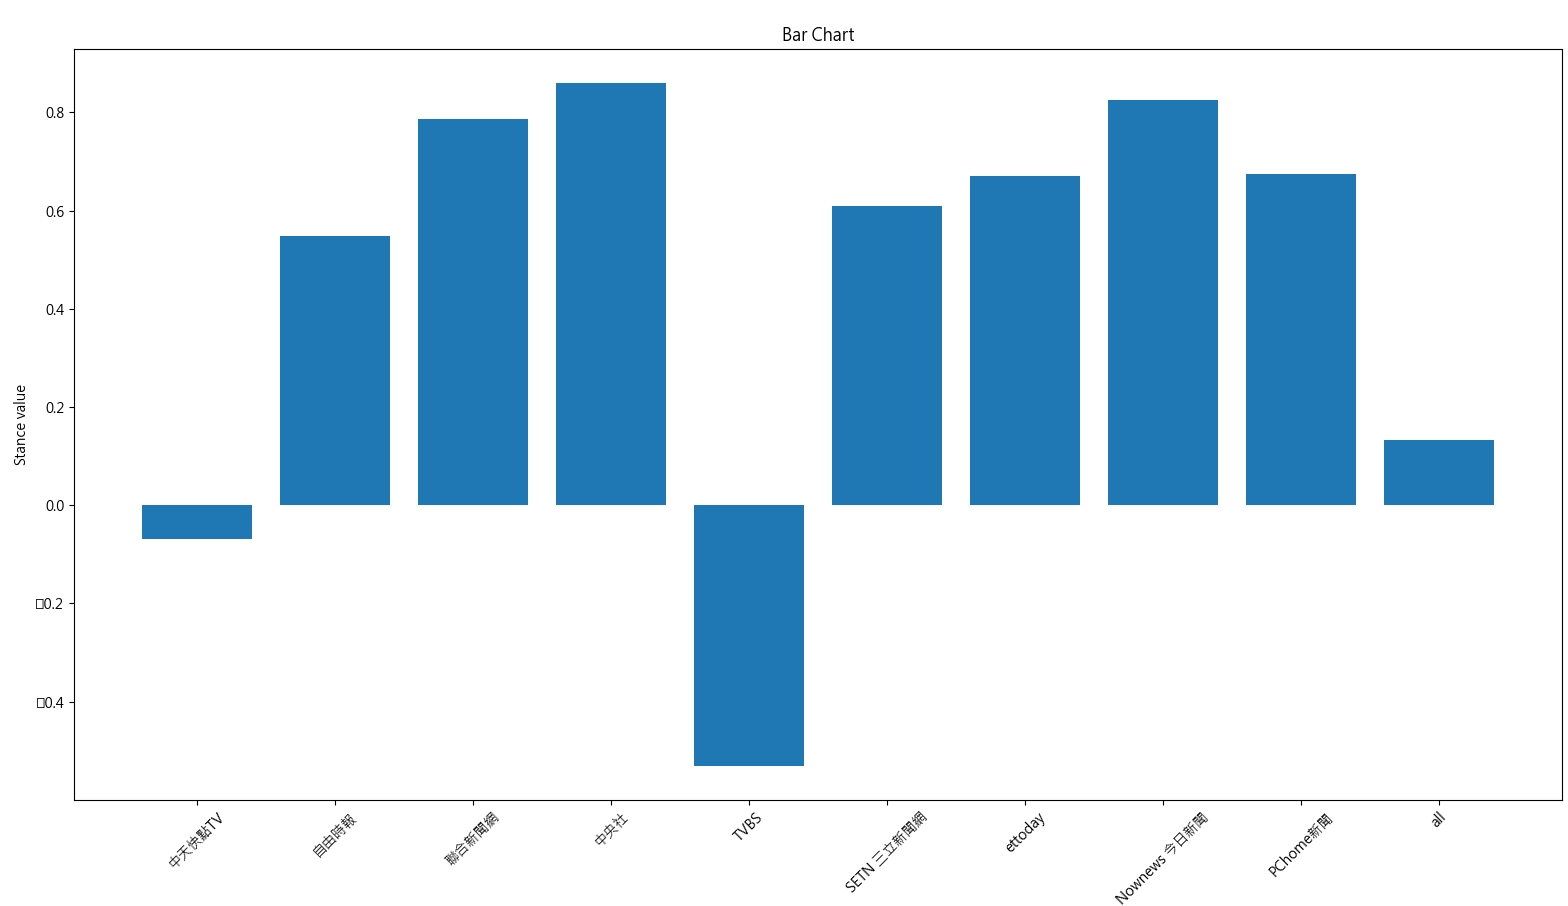 Bar Chart
Stance value
0.8
0.6
0.4
0.2
0.0
□0.2
□0.4
中天快點TV
自由時報
聯合新聞網
中央社
TVBS
SETN 三立新聞網
ettoday
Nownews 今日新聞
PChome新聞
all